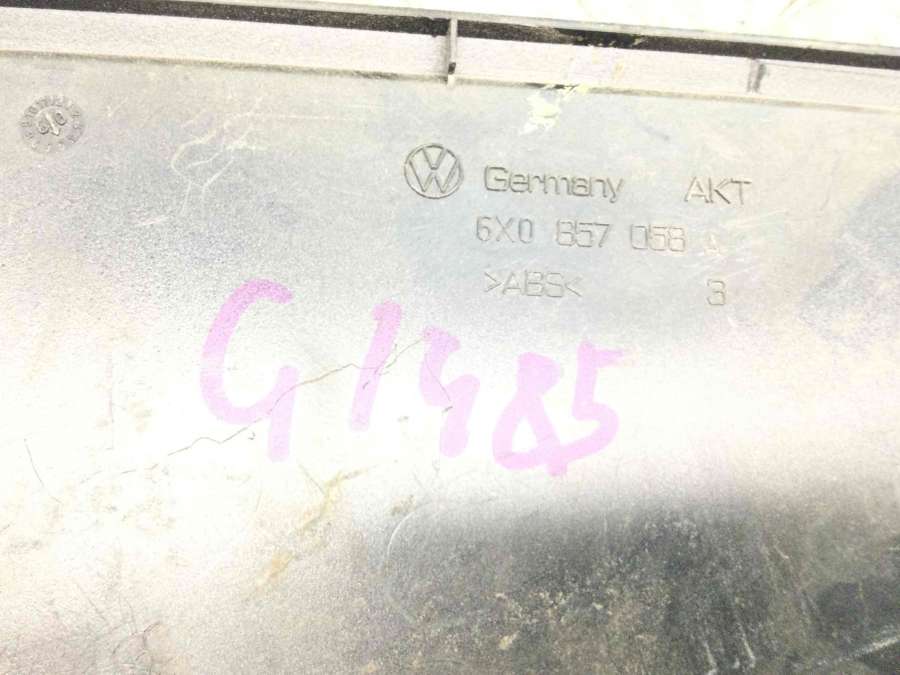 Germany AKT
6X0 857 058
>ABS< 3
G1985